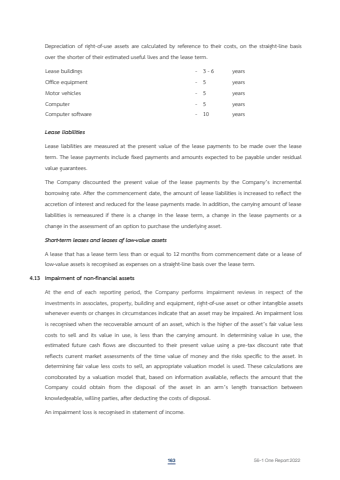 Depreciation of right-of-use assets are calculated by reference to their costs, on the straight-line basis
over the shorter of their estimated useful lives and the lease term.
Lease buildings - 3 - 6 years
Office equipment - 5 years
Motor vehicles - 5 years
Computer - 5 years
Computer software - 10 years
Lease liabilities
Lease liabilities are measured at the present value of the lease payments to be made over the lease
term. The lease payments include fixed payments and amounts expected to be payable under residual
value guarantees.
The Company discounted the present value of the lease payments by the Company's incremental
borrowing rate. After the commencement date, the amount of lease liabilities is increased to reflect the
accretion of interest and reduced for the lease payments made. In addition, the carrying amount of lease
liabilities is remeasured if there is a change in the lease term, a change in the lease payments or a
change in the assessment of an option to purchase the underlying asset.
Short-term leases and leases of low-value assets
A lease that has a lease term less than or equal to 12 months from commencement date or a lease of
low-value assets is recognised as expenses on a straight-line basis over the lease term.
4.13 Impairment of non-financial assets
At the end of each reporting period, the Company performs impairment reviews in respect of the
investments in associates, property, building and equipment, right-of-use asset or other intangible assets
whenever events or changes in circumstances indicate that an asset may be impaired. An impairment loss
is recognised when the recoverable amount of an asset, which is the higher of the asset's fair value less
costs to sell and its value in use, is less than the carrying amount. In determining value in use, the
estimated future cash flows are discounted to their present value using a pre-tax discount rate that
reflects current market assessments of the time value of money and the risks specific to the asset. In
determining fair value less costs to sell, an appropriate valuation model is used. These calculations are
corroborated by a valuation model that, based on information available, reflects the amount that the
Company could obtain from the disposal of the asset in an arm's length transaction between
knowledgeable, willing parties, after deducting the costs of disposal.
An impairment loss is recognised in statement of income.
163
56-1 One-Report 2022